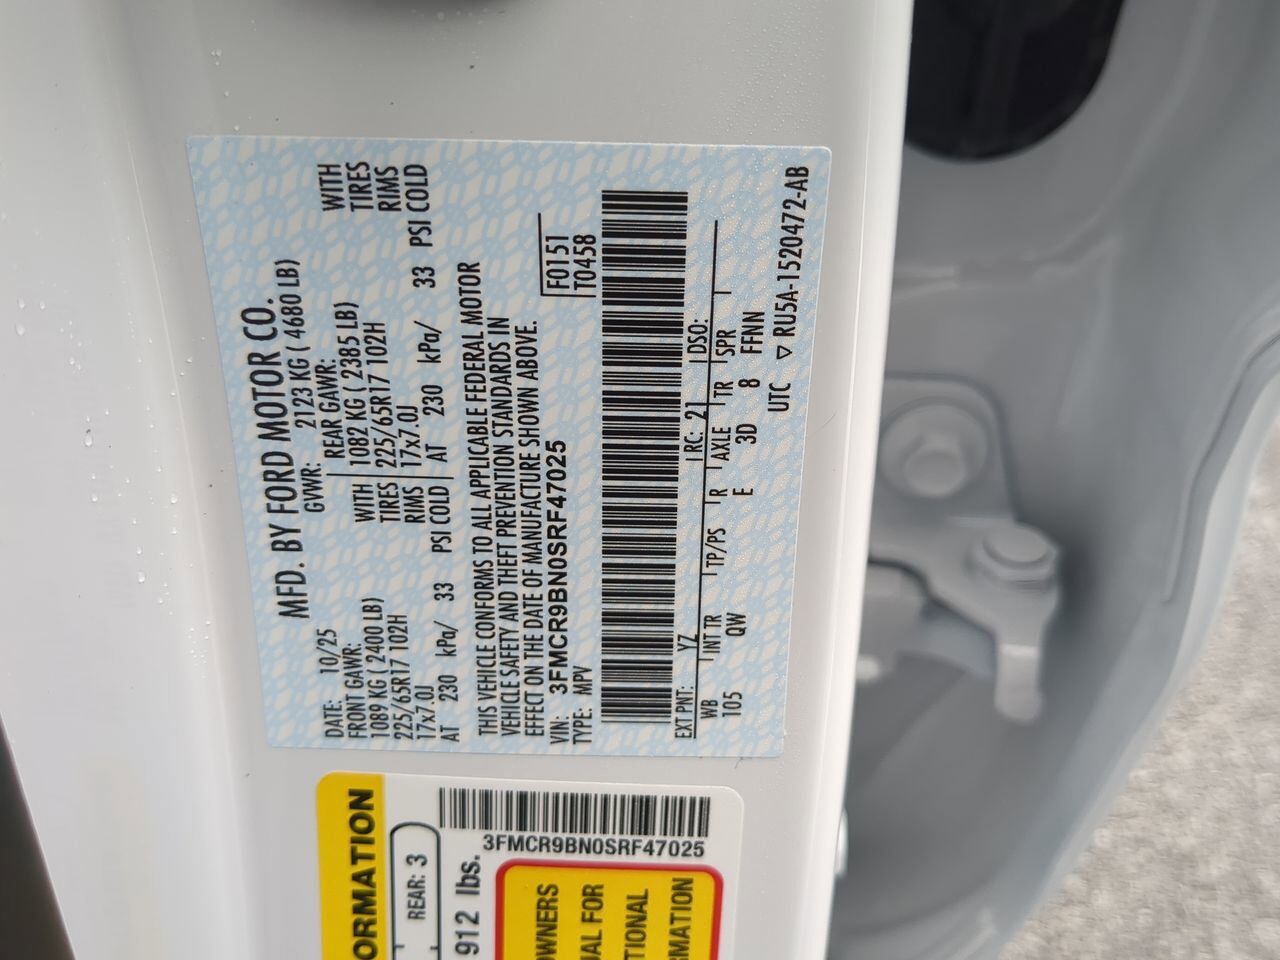 MFD. BY FORD MOTOR CO.
DATE: 10/25 GVWR: 2123 KG ( 4680 LB)
FRONT GAWR: REAR GAWR:
1089 KG ( 2400 LB) WITH 1082 KG ( 2385 LB) WITH
225/65R17 102H TIRES 225/65R17 102H TIRES
17x7.0J RIMS 17x7.0J RIMS
AT 230 kPa/ 33 PSI COLD AT 230 kPa/ 33 PSI COLD
THIS VEHICLE CONFORMS TO ALL APPLICABLE FEDERAL MOTOR
VEHICLE SAFETY AND THEFT PREVENTION STANDARDS IN
EFFECT ON THE DATE OF MANUFACTURE SHOWN ABOVE.
VIN: 3FMCR9BN0SRF47025 F0151
TYPE: MPV T0458
EXT PNT: YZ RC: 21 DSO:
WB INT TR TP/PS R AXLE TR SPR
105 QW E 3D 8 FFNN
UTC ▽ RU5A-1520472-AB
ORMATION
REAR: 3
912 lbs.
3FMCR9BN0SRF47025
OWNERS
UAL FOR
TIONAL
RMATION